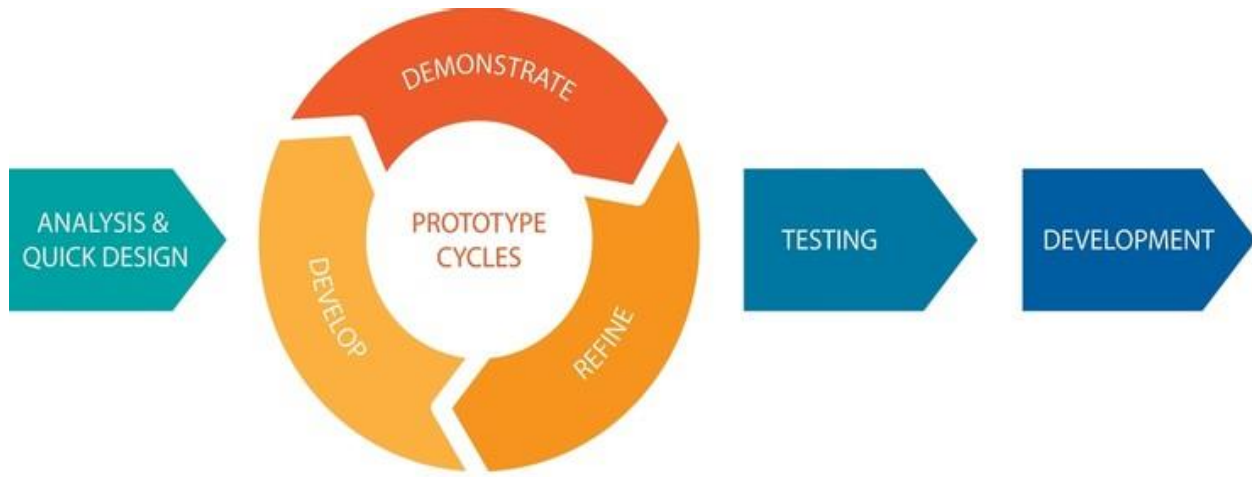 ANALYSIS &
QUICK DESIGN
DEMONSTRATE
PROTOTYPE
CYCLES
DEVELOP
REFINE
TESTING
DEVELOPMENT